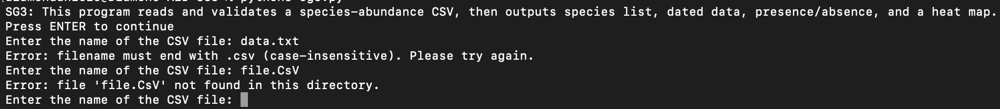 SG3: This program reads and validates a species-abundance CSV, then outputs species list, dated data, presence/absence, and a heat map.
Press ENTER to continue
Enter the name of the CSV file: data.txt
Error: filename must end with .csv (case-insensitive). Please try again.
Enter the name of the CSV file: file.CsV
Error: file 'file.CsV' not found in this directory.
Enter the name of the CSV file: